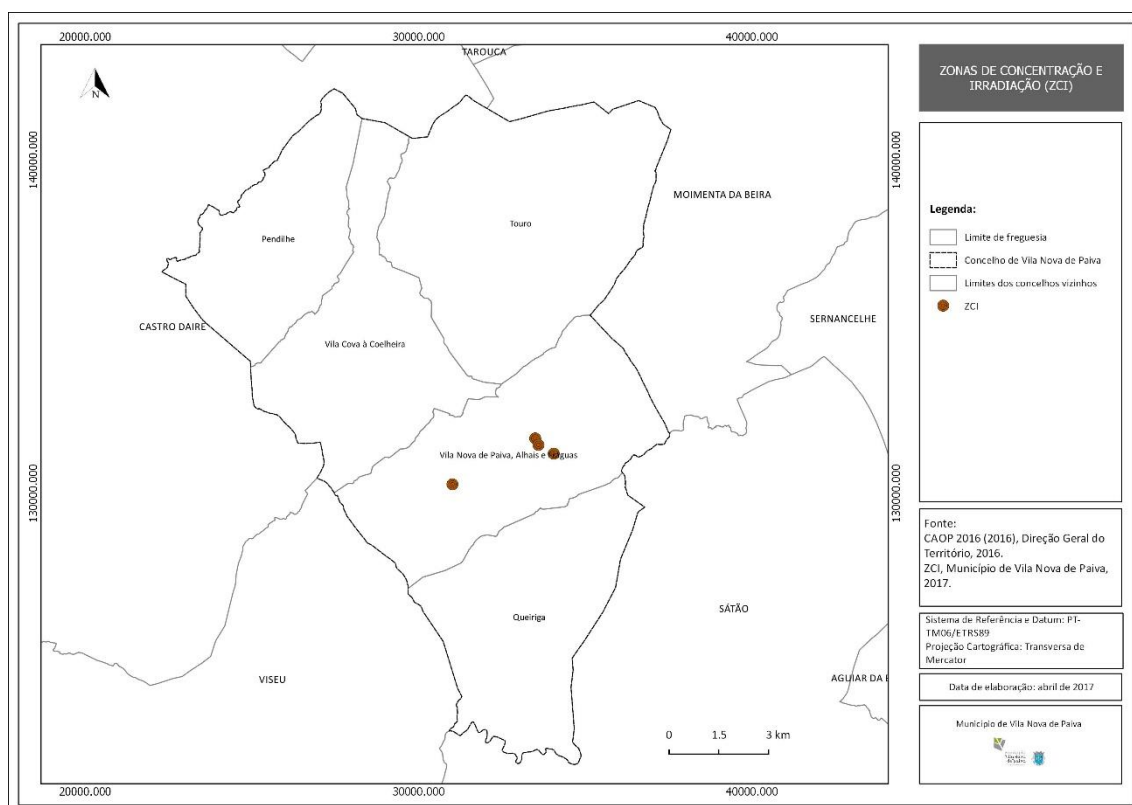 20000.000
30000.000
40000.000
TAROUCA
N
140000.000
140000.000
MOIMENTA DA BEIRA
Touro
Pendilhe
SERNANCELHE
CASTRO DAIRE
Vila Cova à Coelheira
Vila Nova de Paiva, Alhais e Fráguas
130000.000
130000.000
SÁTÃO
Queiriga
VISEU
AGUIAR DA B
0 1.5 3 km
20000.000
30000.000
40000.000
ZONAS DE CONCENTRAÇÃO E
IRRADIAÇÃO (ZCI)
Legenda:
Limite de freguesia
Concelho de Vila Nova de Paiva
Limites dos concelhos vizinhos
ZCI
Fonte:
CAOP 2016 (2016), Direção Geral do
Território, 2016.
ZCI, Município de Vila Nova de Paiva,
2017.
Sistema de Referência e Datum: PT-
TM06/ETRS89
Projeção Cartográfica: Transversa de
Mercator
Data de elaboração: abril de 2017
Município de Vila Nova de Paiva